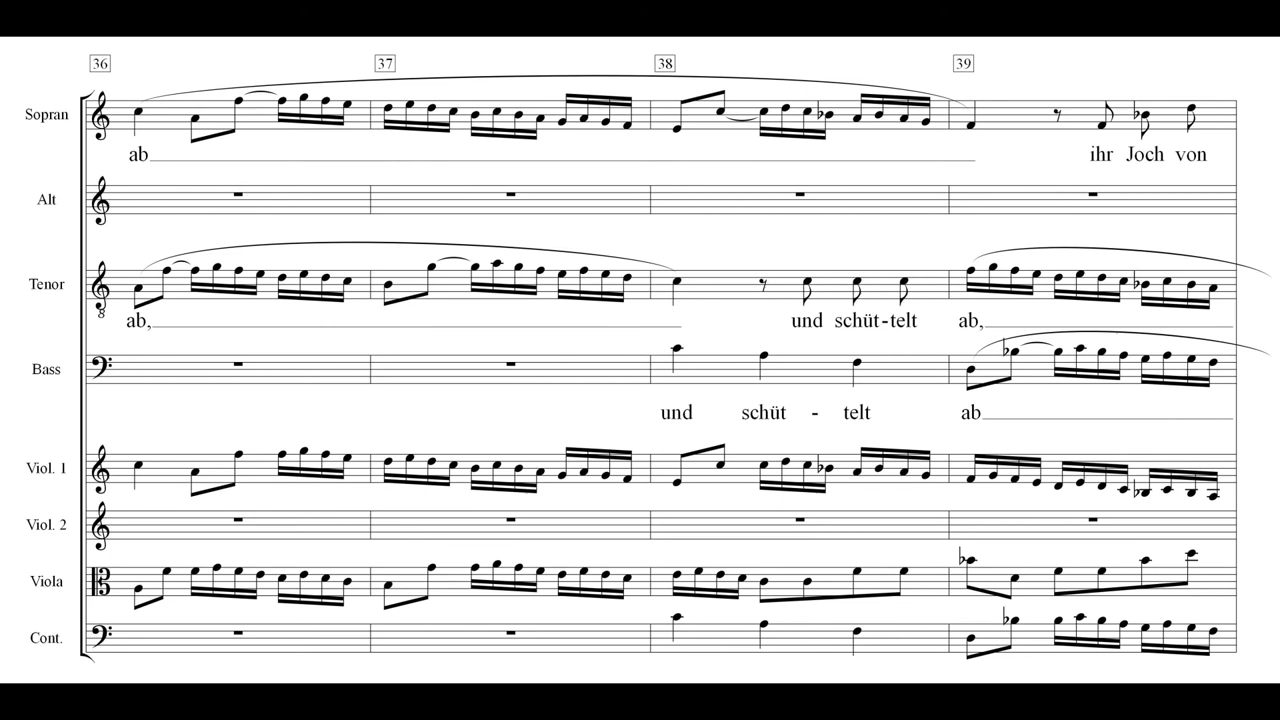 36 37 38 39
Sopran
ab ihr Joch von
Alt
Tenor
8
ab, und schüt-telt ab,
Bass
und schüt - telt ab
Viol. 1
Viol. 2
Viola
Cont.